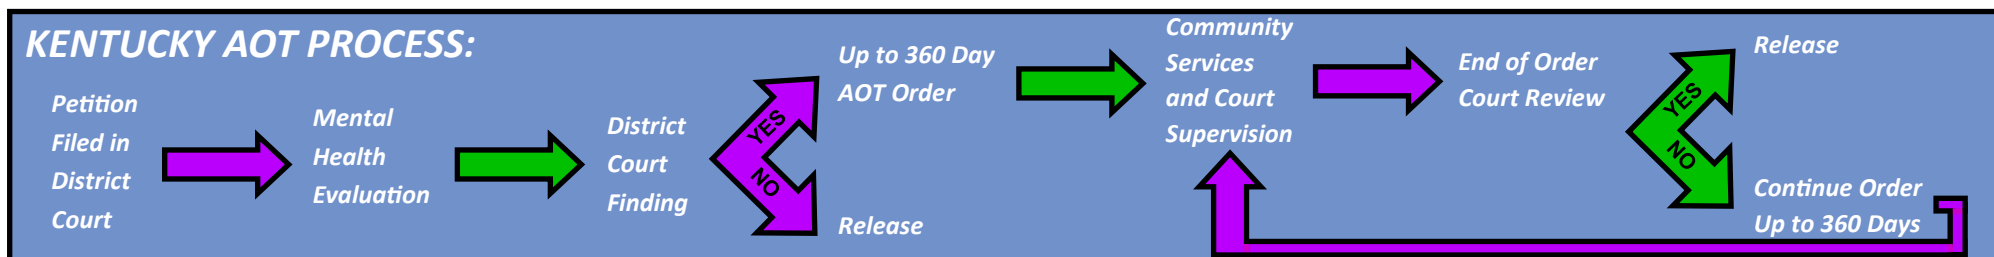 KENTUCKY AOT PROCESS:
Petition
Filed in
District
Court
Mental
Health
Evaluation
District
Court
Finding
YES
NO
Up to 360 Day
AOT Order
Release
Community
Services
and Court
Supervision
End of Order
Court Review
YES
NO
Release
Continue Order
Up to 360 Days